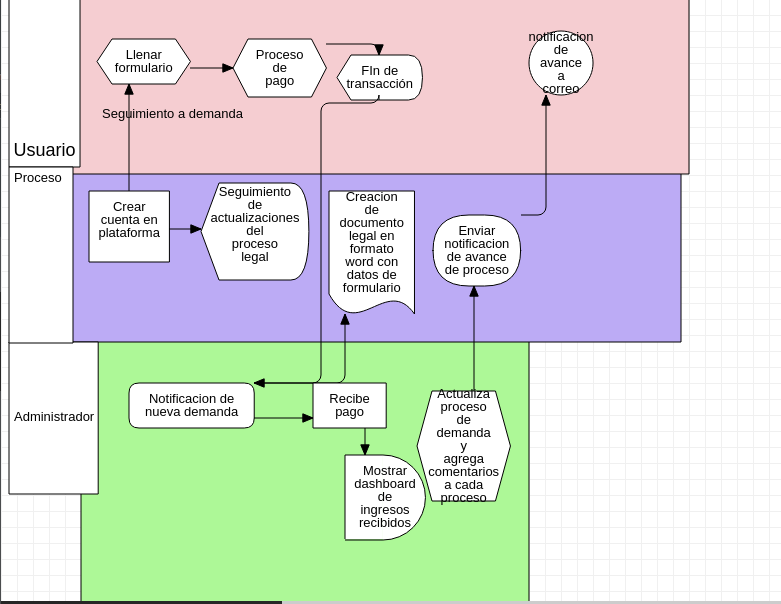 Llenar
formulario
Proceso
de
pago
FIn de
transacción
notificacion
de
avance
a
correo
Seguimiento a demanda
Usuario
Proceso
Crear
cuenta en
plataforma
Seguimiento
de
actualizaciones
del
proceso
legal
Creacion
de
documento
legal en
formato
word con
datos de
formulario
Enviar
notificacion
de avance
de proceso
Administrador
Notificacion de
nueva demanda
Recibe
pago
Actualiza
proceso
de
demanda
y
agrega
comentarios
a cada
proceso
Mostrar
dashboard
de
ingresos
recibidos